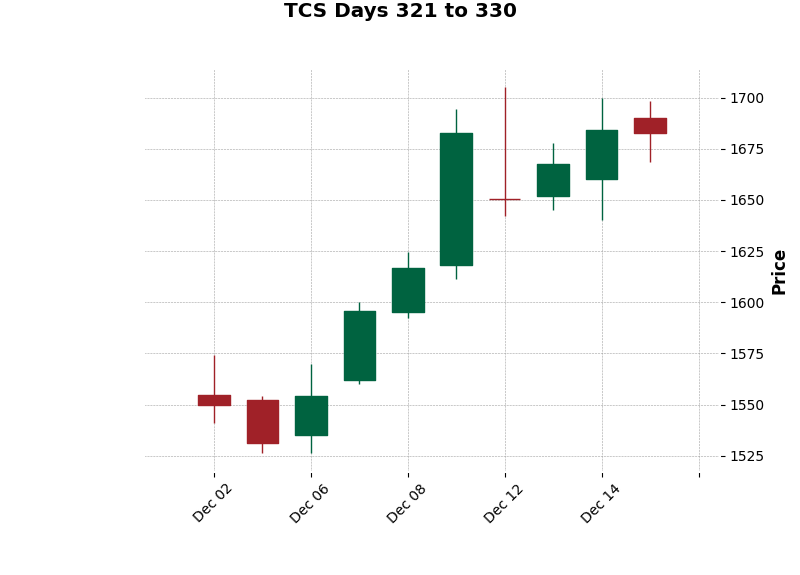 TCS Days 321 to 330
1700
1675
1650
1625
1600
1575
1550
1525
Price
Dec 02
Dec 06
Dec 08
Dec 12
Dec 14